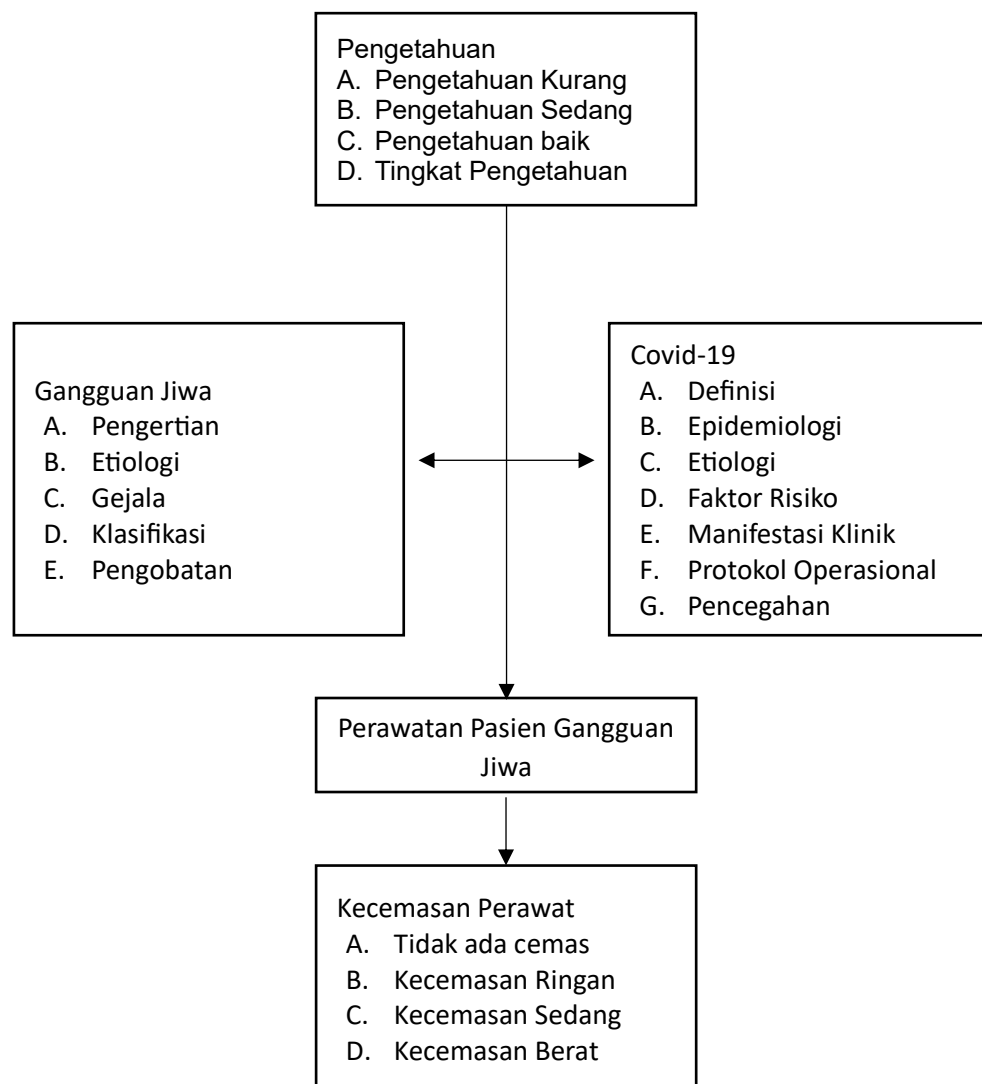 Pengetahuan
A. Pengetahuan Kurang
B. Pengetahuan Sedang
C. Pengetahuan baik
D. Tingkat Pengetahuan
Gangguan Jiwa
A. Pengertian
B. Etiologi
C. Gejala
D. Klasifikasi
E. Pengobatan
Covid-19
A. Definisi
B. Epidemiologi
C. Etiologi
D. Faktor Risiko
E. Manifestasi Klinik
F. Protokol Operasional
G. Pencegahan
Perawatan Pasien Gangguan
Jiwa
Kecemasan Perawat
A. Tidak ada cemas
B. Kecemasan Ringan
C. Kecemasan Sedang
D. Kecemasan Berat